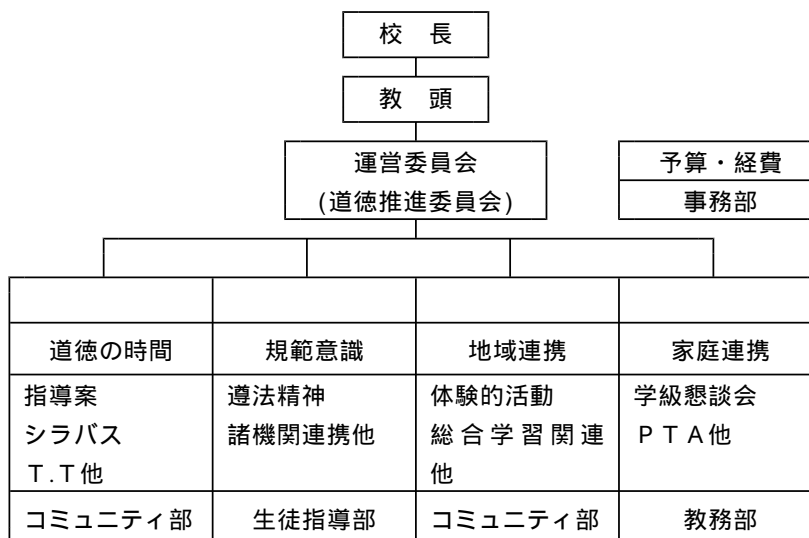 校　長
教　頭
運営委員会
(道徳推進委員会)
予算・経費
事務部
道徳の時間
規範意識
地域連携
家庭連携
指導案
シラバス
Ｔ.Ｔ他
遵法精神
諸機関連携他
体験的活動
総合学習関連
他
学級懇談会
ＰＴＡ他
コミュニティ部
生徒指導部
コミュニティ部
教務部